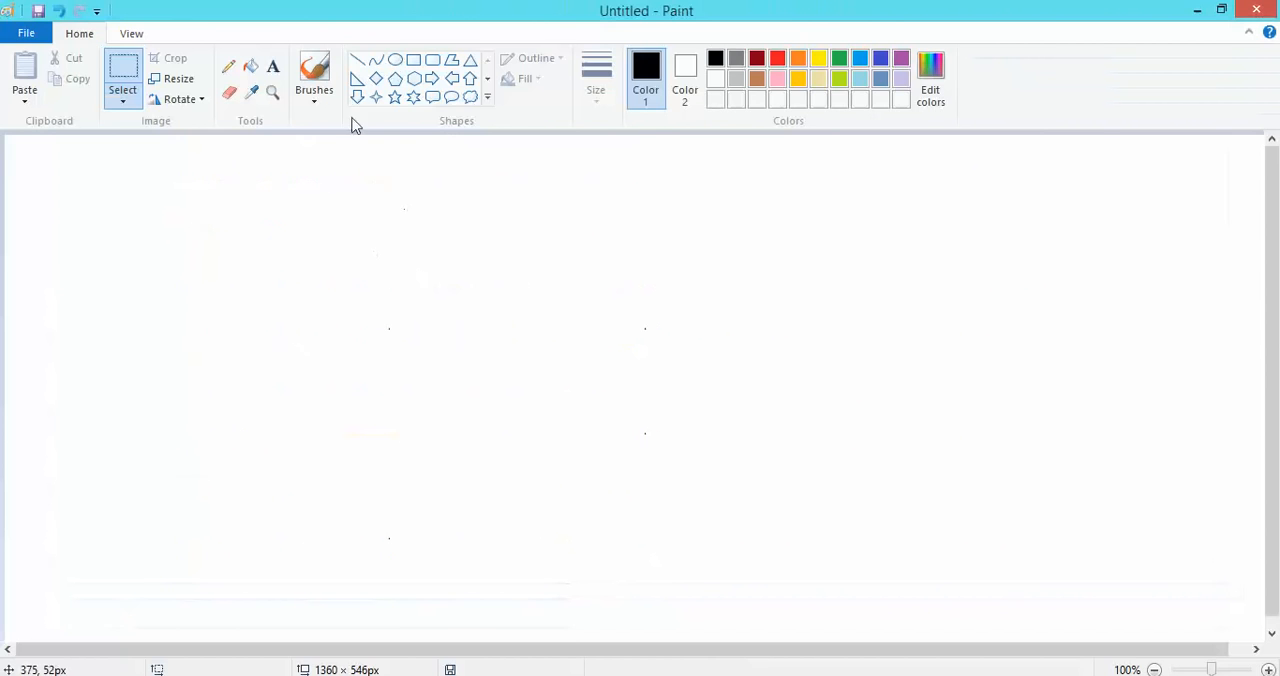 Untitled - Paint
File Home View
Paste
Cut
Copy
Clipboard
Select
Crop
Resize
Rotate
Image
A
Tools
Brushes
Shapes
Outline
Fill
Size
Color 1
Color 2
Colors
Edit colors
375, 52px
1360 × 546px
100%